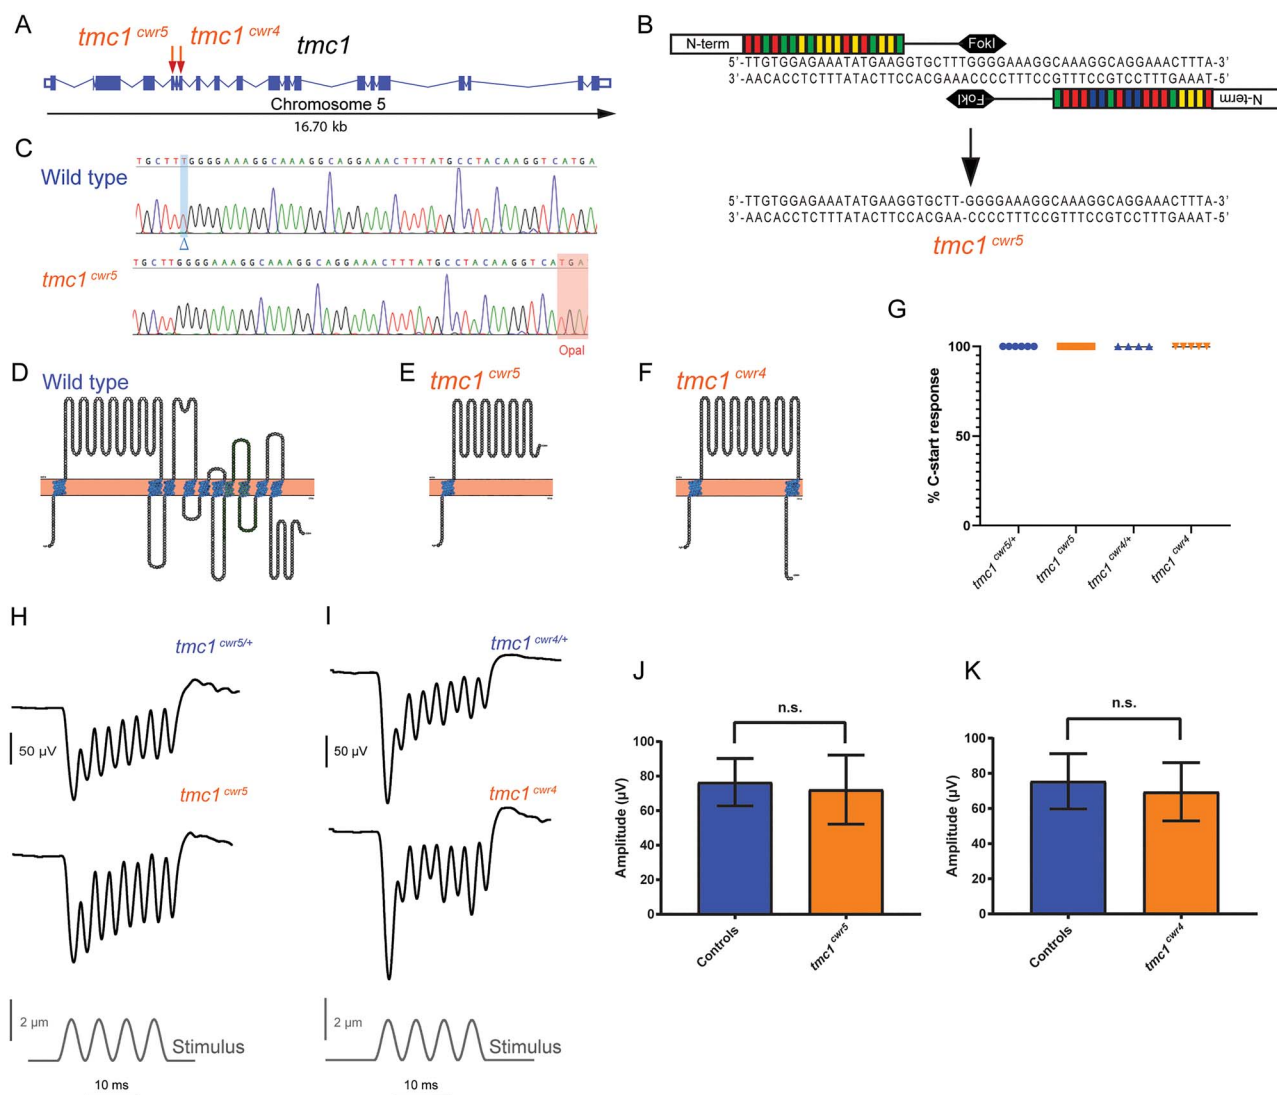 A
tmc1 cwr5
tmc1 cwr4
tmc1
Chromosome 5
16.70 kb
B
N-term
FokI
5'-TTGTGGAGAAATATGAAGGTGCTTTGGGGAAAGGCAAAGGCAGGAAACTTTA-3'
3'-AACACCTCTTTATACTTCCACGAAACCCCTTTCCGTTTCCGTCCTTTGAAAT-5'
FokI
N-term
5'-TTGTGGAGAAATATGAAGGTGCTT-GGGGAAAGGCAAAGGCAGGAAACTTTA-3'
3'-AACACCTCTTTATACTTCCACGAA-CCCCTTTCCGTTTCCGTCCTTTGAAAT-5'
tmc1 cwr5
C
Wild type
TGCTTTGGGGAAAGGCAAAGGCAGGAAACTTTATGCCTACAAGGTCATGA
tmc1 cwr5
TGCTTGGGGAAAGGCAAAGGCAGGAAACTTTATGCCTACAAGGTCATGA
Opal
D
Wild type
E
tmc1 cwr5
F
tmc1 cwr4
G
% C-start response
100
50
0
tmc1 cwr5/+
tmc1 cwr5
tmc1 cwr4/+
tmc1 cwr4
H
tmc1 cwr5/+
50 µV
tmc1 cwr5
2 µm
Stimulus
10 ms
I
tmc1 cwr4/+
50 µV
tmc1 cwr4
2 µm
Stimulus
10 ms
J
n.s.
Amplitude (µV)
100
80
60
40
20
0
Controls
tmc1 cwr5
K
n.s.
Amplitude (µV)
100
80
60
40
20
0
Controls
tmc1 cwr4